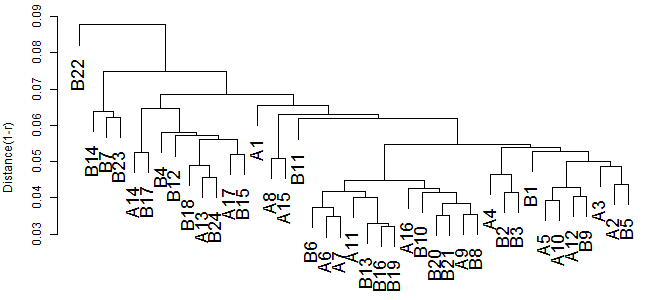 Distance(1-r)
0.09
0.08
0.07
0.06
0.05
0.04
0.03
B22
B14
B7
B23
A14
B17
B4
B12
B18
A13
B24
A17
B15
A1
A8
A15
B11
B6
A6
A7
A11
B13
B16
B19
A16
B10
B20
B21
A9
B8
A4
B2
B3
B1
A5
A10
A12
B9
A3
A2
B5